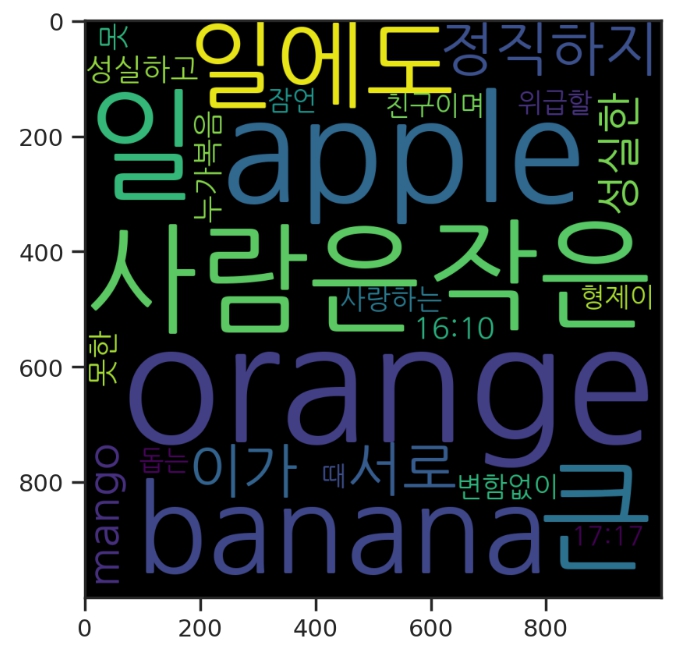 0
200
400
600
800
못
성실하고
일에도
정직하지
일
누가복음
잠언
친구이며
위급할
성실한
apple
사람은
작은
사랑하는
형제이
16:10
못한
orange
mango
돕는
이가
때
서로
변함없이
큰
banana
17:17
0 200 400 600 800